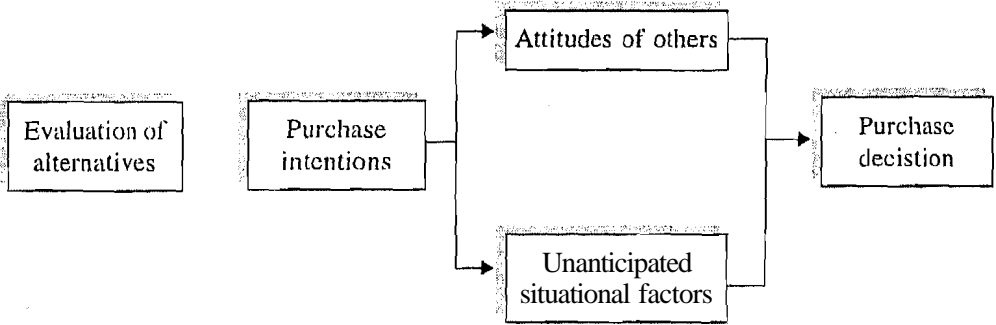 Evaluation of
alternatives
Purchase
intentions
Attitudes of others
Unanticipated
situational factors
Purchase
decistion